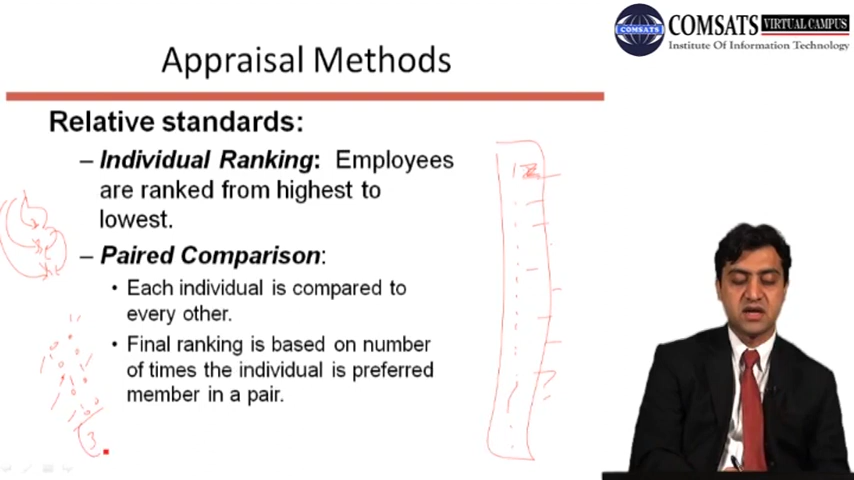 COMSATS VIRTUAL CAMPUS
COMSATS
Institute Of Information Technology
Appraisal Methods
Relative standards:
– Individual Ranking: Employees
are ranked from highest to
lowest.
– Paired Comparison:
• Each individual is compared to
every other.
• Final ranking is based on number
of times the individual is preferred
member in a pair.
3